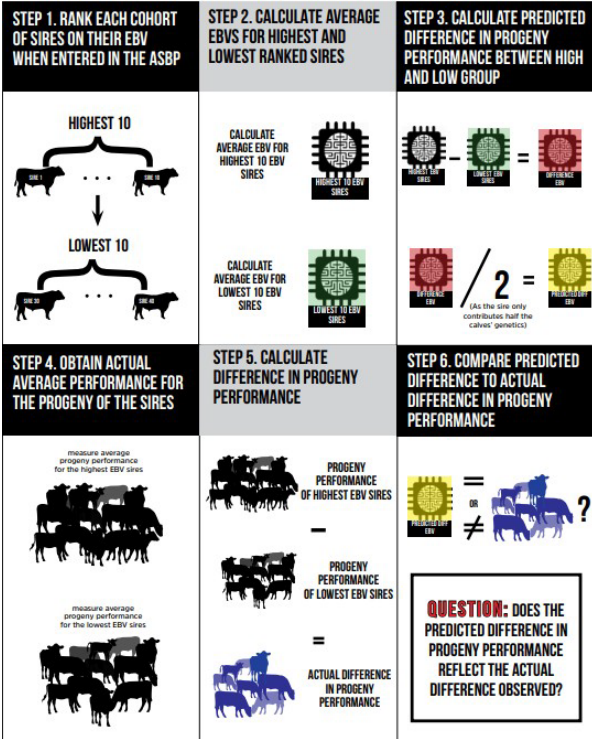 STEP 1. RANK EACH COHORT
OF SIRES ON THEIR EBV
WHEN ENTERED IN THE ASBP
HIGHEST 10
SIRE 1
. . .
SIRE 10
LOWEST 10
SIRE 30
. . .
SIRE 40
STEP 2. CALCULATE AVERAGE
EBVS FOR HIGHEST AND
LOWEST RANKED SIRES
CALCULATE
AVERAGE EBV FOR
HIGHEST 10 EBV
SIRES
HIGHEST 10 EBV
SIRES
CALCULATE
AVERAGE EBV FOR
LOWEST 10 EBV
SIRES
LOWEST 10 EBV
SIRES
STEP 3. CALCULATE PREDICTED
DIFFERENCE IN PROGENY
PERFORMANCE BETWEEN HIGH
AND LOW GROUP
HIGHEST EBV
SIRES
-
LOWEST EBV
SIRES
=
DIFFERENCE
EBV
DIFFERENCE
EBV
/ 2 =
PREDICTED DIFF
EBV
(As the sire only
contributes half the
calves' genetics)
STEP 4. OBTAIN ACTUAL
AVERAGE PERFORMANCE FOR
THE PROGENY OF THE SIRES
measure average
progeny performance
for the highest EBV sires
measure average
progeny performance
for the lowest EBV sires
STEP 5. CALCULATE
DIFFERENCE IN PROGENY
PERFORMANCE
PROGENY
PERFORMANCE
OF HIGHEST EBV SIRES
-
PROGENY
PERFORMANCE
OF LOWEST EBV SIRES
=
ACTUAL DIFFERENCE
IN PROGENY
PERFORMANCE
STEP 6. COMPARE PREDICTED
DIFFERENCE TO ACTUAL
DIFFERENCE IN PROGENY
PERFORMANCE
PREDICTED DIFF
EBV
=
OR
≠
?
QUESTION: DOES THE
PREDICTED DIFFERENCE IN
PROGENY PERFORMANCE
REFLECT THE ACTUAL
DIFFERENCE OBSERVED?